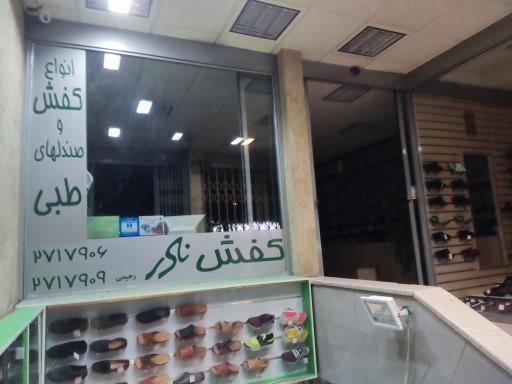 انواع
کفش
و
صندلهای
طبی
کفش نادر
۲۷۱۷۹۰۶
۲۷۱۷۹۰۹ رحیمی